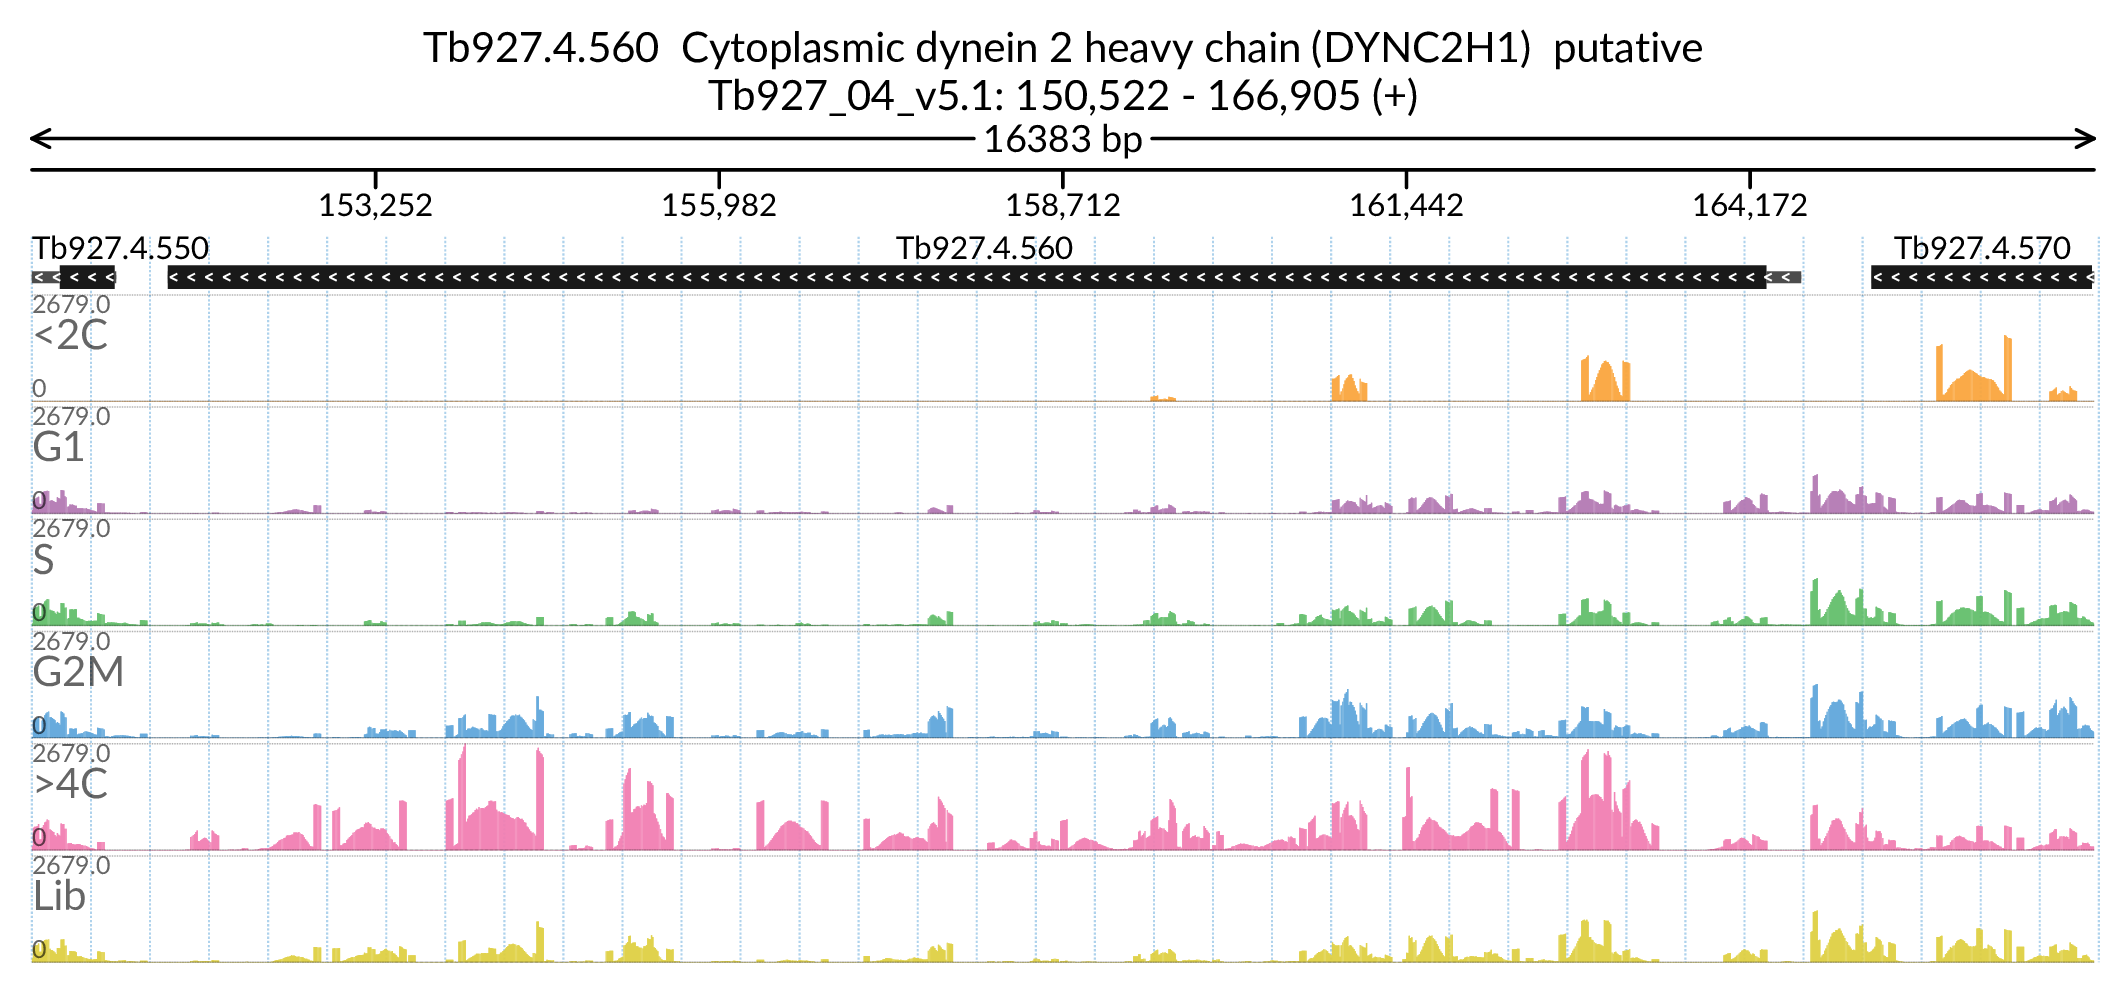 Tb927.4.560 Cytoplasmic dynein 2 heavy chain (DYNC2H1) putative
Tb927_04_v5.1: 150,522 - 166,905 (+)
16383 bp
153,252 155,982 158,712 161,442 164,172
Tb927.4.550 Tb927.4.560 Tb927.4.570
2679.0
<2C
0
2679.0
G1
0
2679.0
S
0
2679.0
G2M
0
2679.0
>4C
0
2679.0
Lib
0